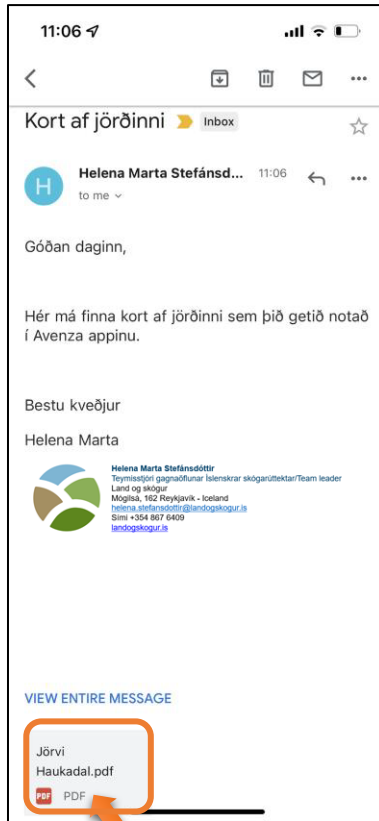 11:06
Kort af jörðinni Inbox
H
Helena Marta Stefánsd... 11:06
to me
Góðan daginn,
Hér má finna kort af jörðinni sem þið getið notað
í Avenza appinu.
Bestu kveðjur
Helena Marta
Helena Marta Stefánsdóttir
Teymisstjóri gagnaöflunar Íslenskrar skógarúttektar/Team leader
Land og skógur
Mógilsá, 162 Reykjavík - Iceland
helena.stefansdottir@landogskogur.is
Sími +354 867 6409
landogskogur.is
VIEW ENTIRE MESSAGE
Jörvi
Haukadal.pdf
PDF PDF